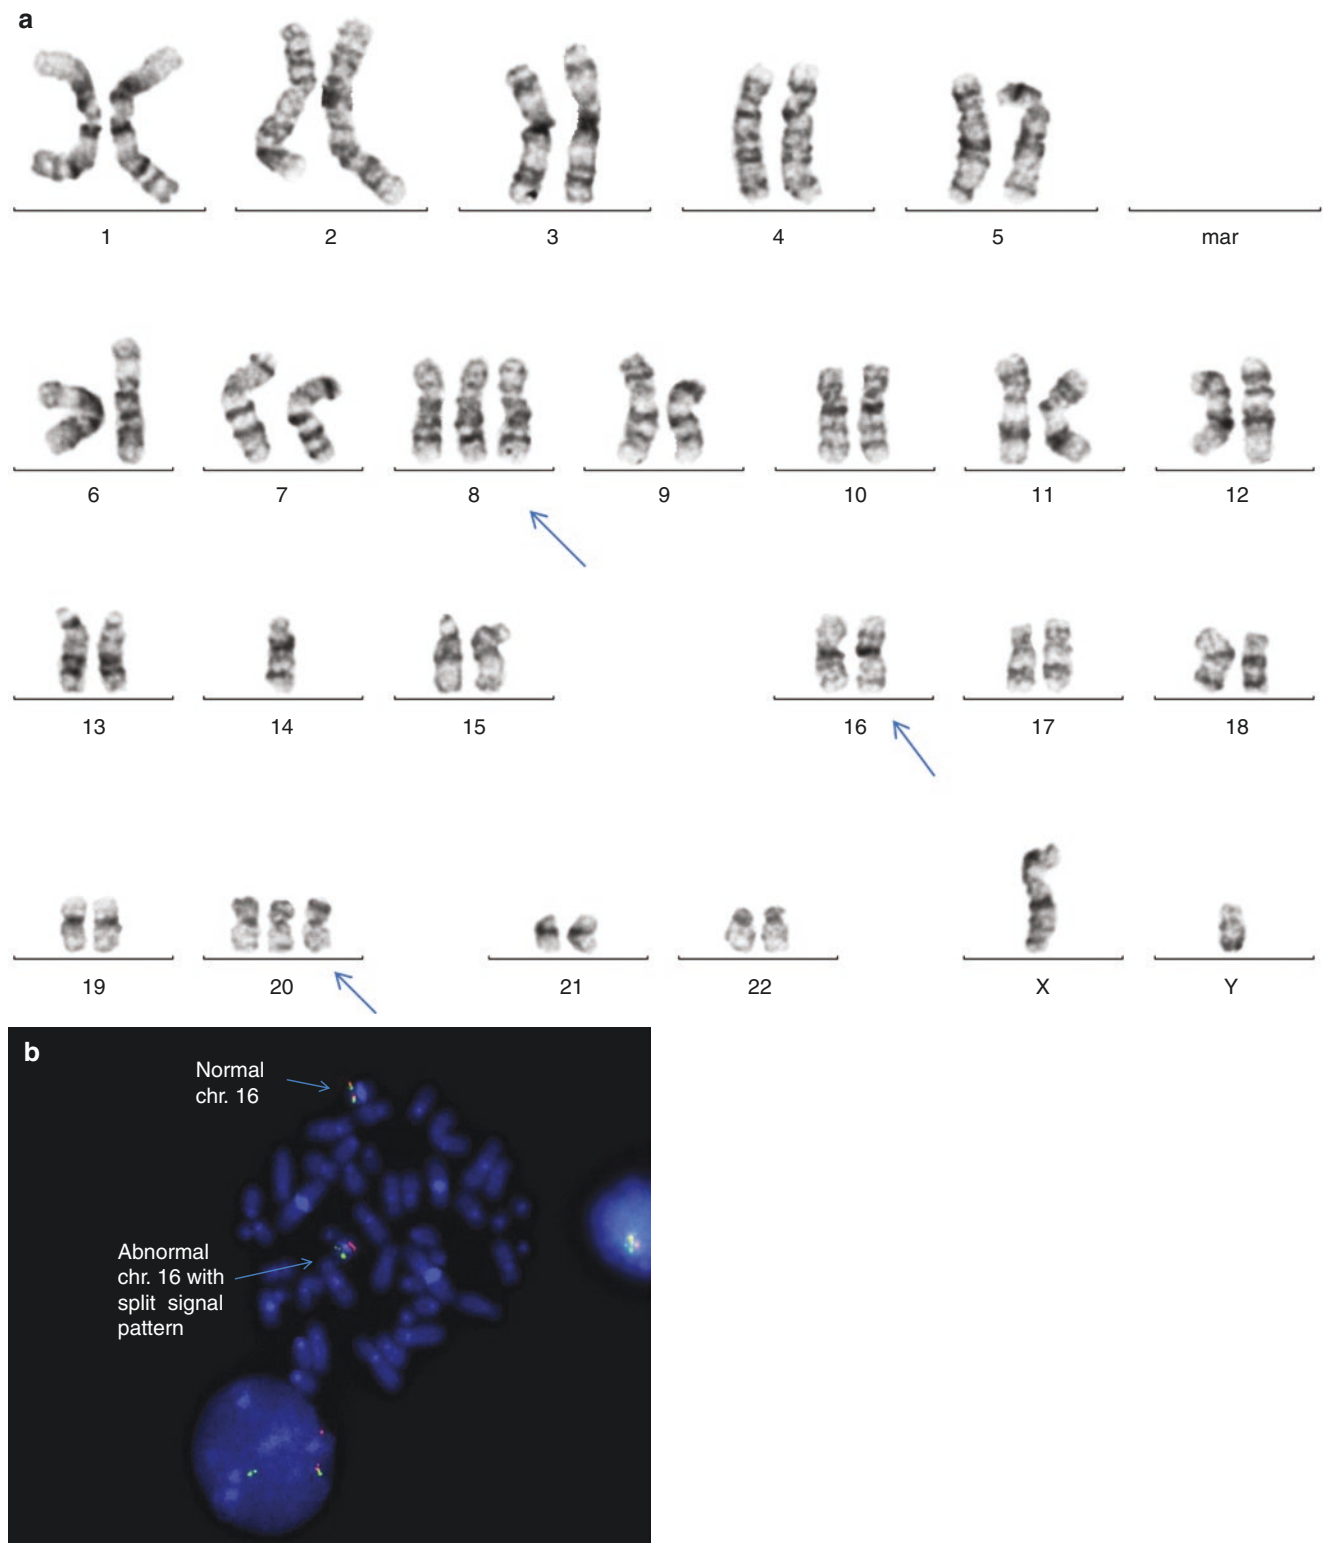 a
1 2 3 4 5 mar
6 7 8 9 10 11 12
13 14 15 16 17 18
19 20 21 22 X Y
b
Normal
chr. 16
Abnormal
chr. 16 with
split signal
pattern